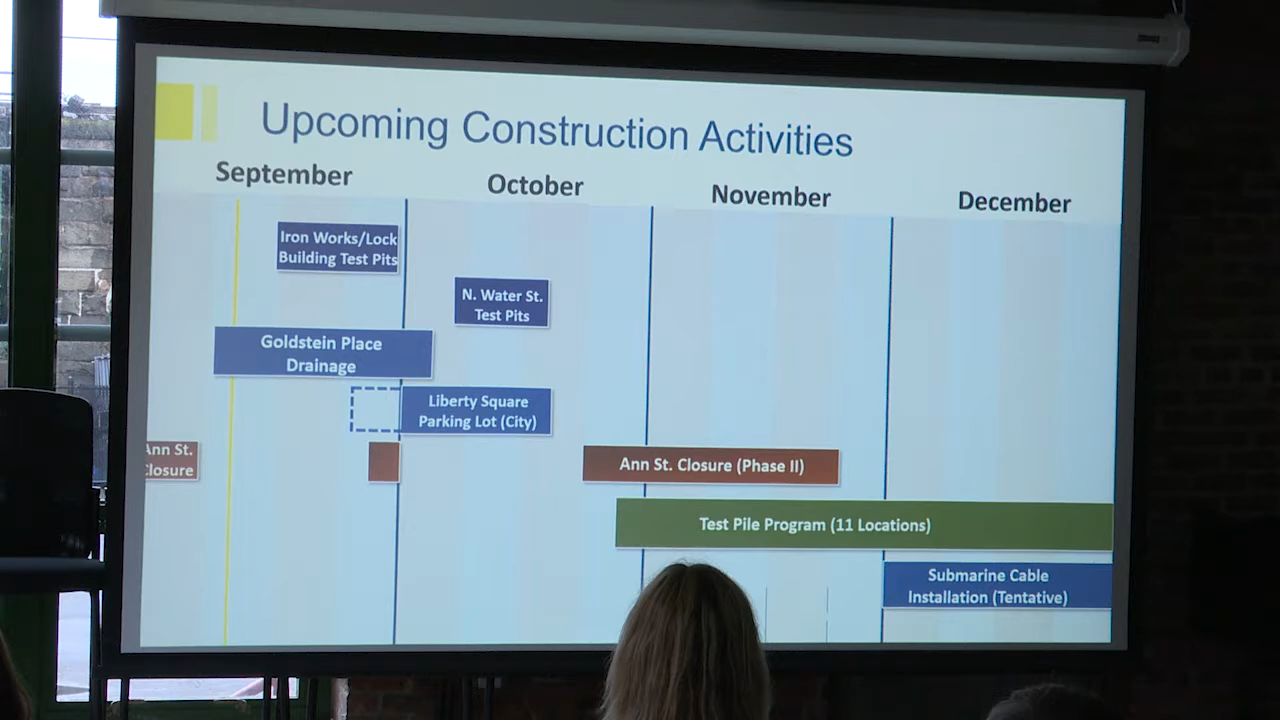 Upcoming Construction Activities
September
October
November
December
Iron Works/Lock
Building Test Pits
N. Water St.
Test Pits
Goldstein Place
Drainage
Liberty Square
Parking Lot (City)
Ann St.
Closure
Ann St. Closure (Phase II)
Test Pile Program (11 Locations)
Submarine Cable
Installation (Tentative)